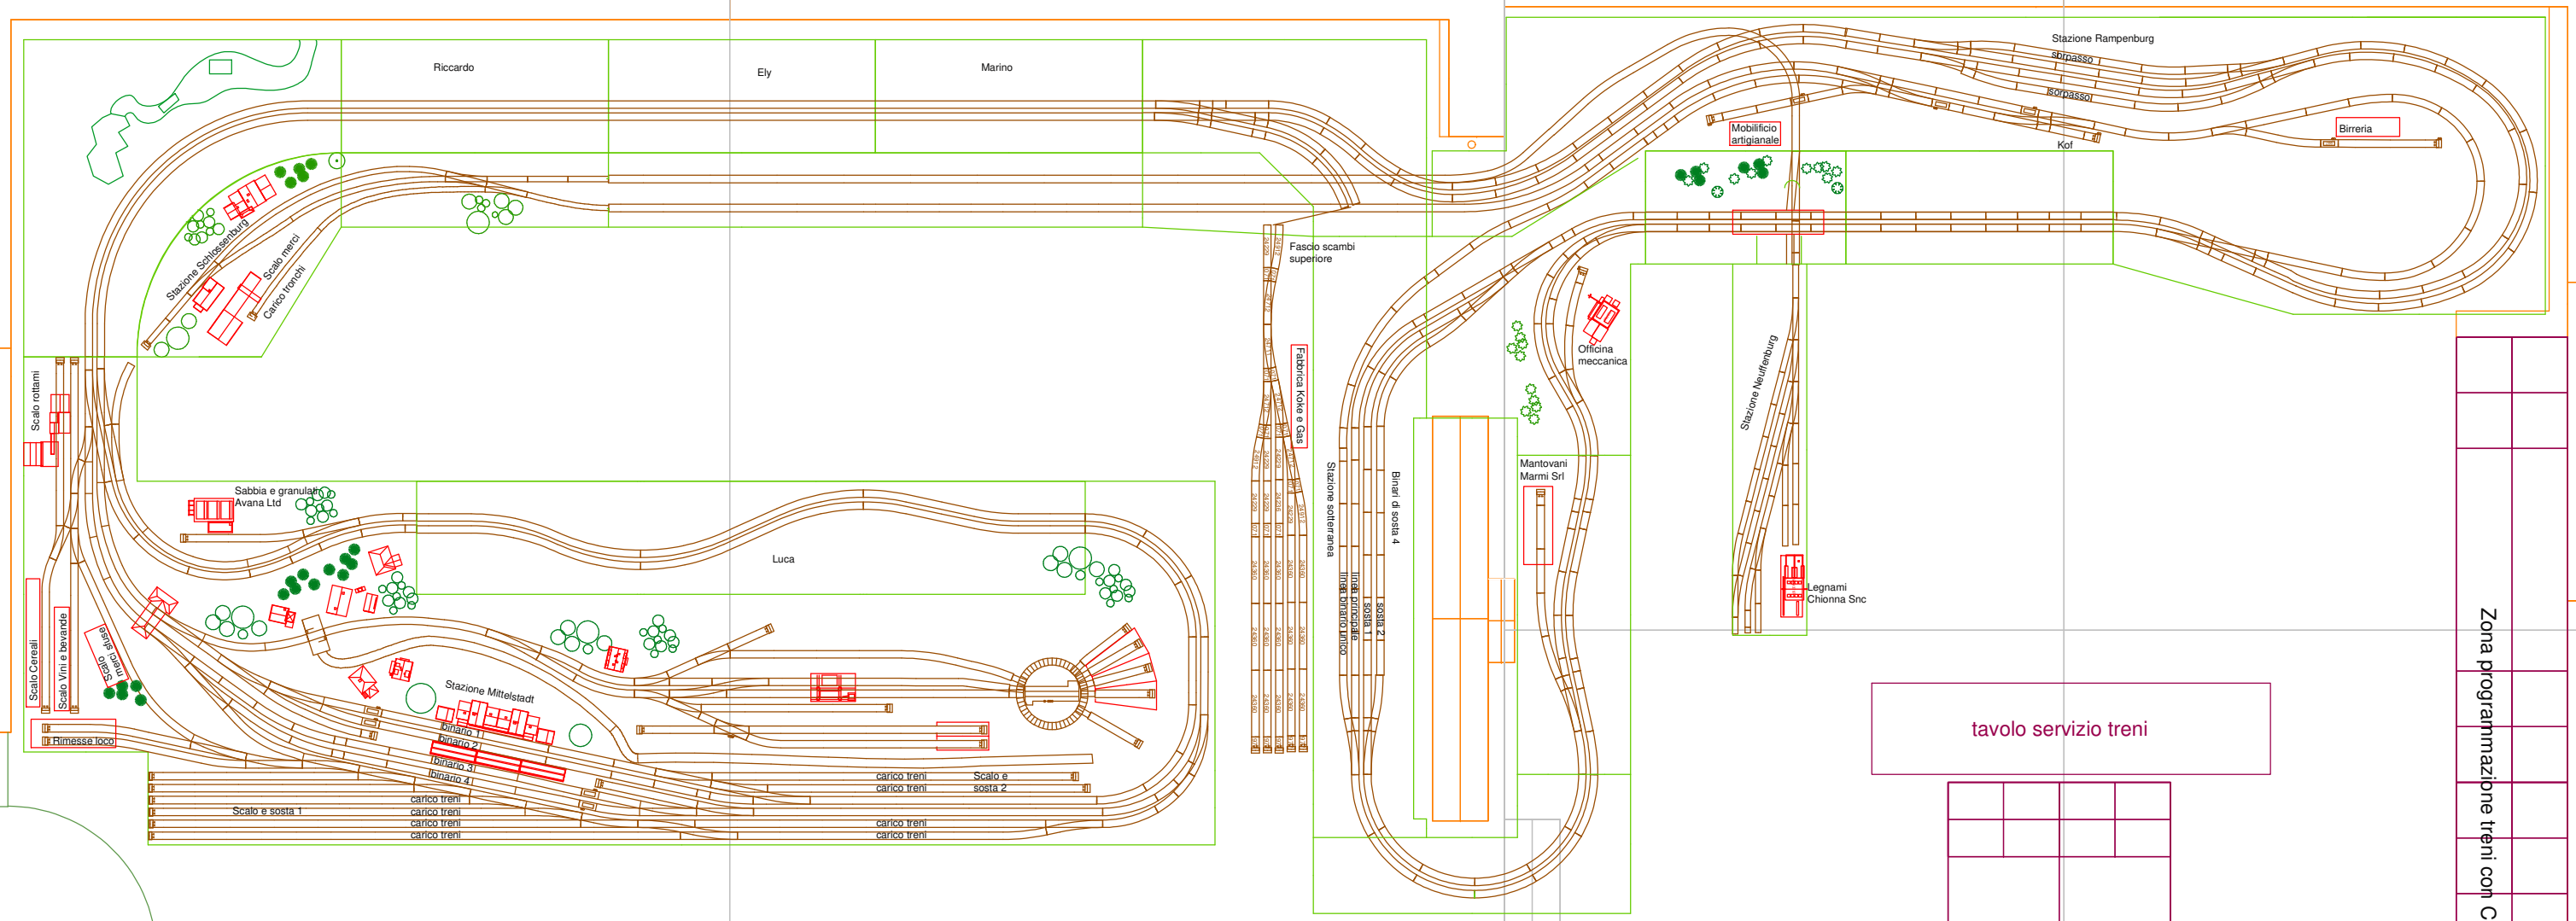 Riccardo
Ely
Marino
Stazione Rampenburg
sorpasso
sorpasso
Mobilificio
artigianale
Kof
Birreria
Stazione Schlossenburg
Scalo merci
Carico tronchi
Fascio scambi
superiore
Fabbrica Koke e Gas
Officina
meccanica
Stazione Neuffenburg
Scalo rottami
Sabbia e granulati
Avana Ltd
Luca
Stazione sotterranea
Binari di sosta 4
linea binario unico
linea principale
sosta 1
sosta 2
Mantovani
Marmi Srl
Legnami
Chionna Snc
Scalo Cereali
Scalo Vini e bevande
Scalo
merci sfuse
Rimesse loco
Stazione Mittelstadt
binario 1
binario 2
binario 3
binario 4
carico treni
Scalo e
carico treni
sosta 2
carico treni
Scalo e sosta 1
carico treni
carico treni
carico treni
carico treni
carico treni
tavolo servizio treni
Zona programmazione treni con C